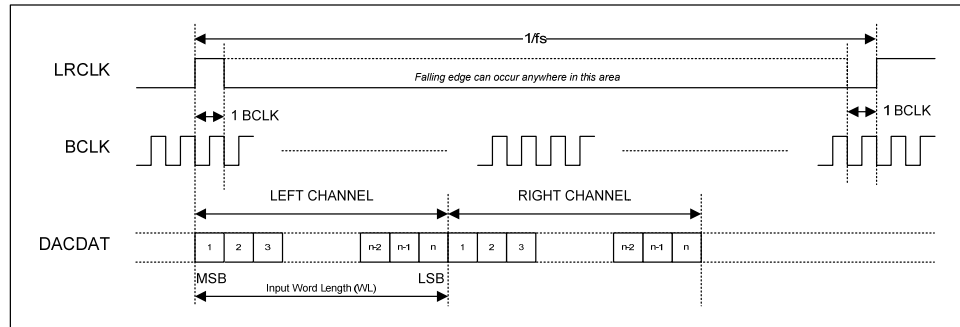 1/fs
LRCLK
Falling edge can occur anywhere in this area
1 BCLK
1 BCLK
BCLK
LEFT CHANNEL
RIGHT CHANNEL
DACDAT
1 2 3 n-2 n-1 n 1 2 3 n-2 n-1 n
MSB
LSB
Input Word Length (WL)